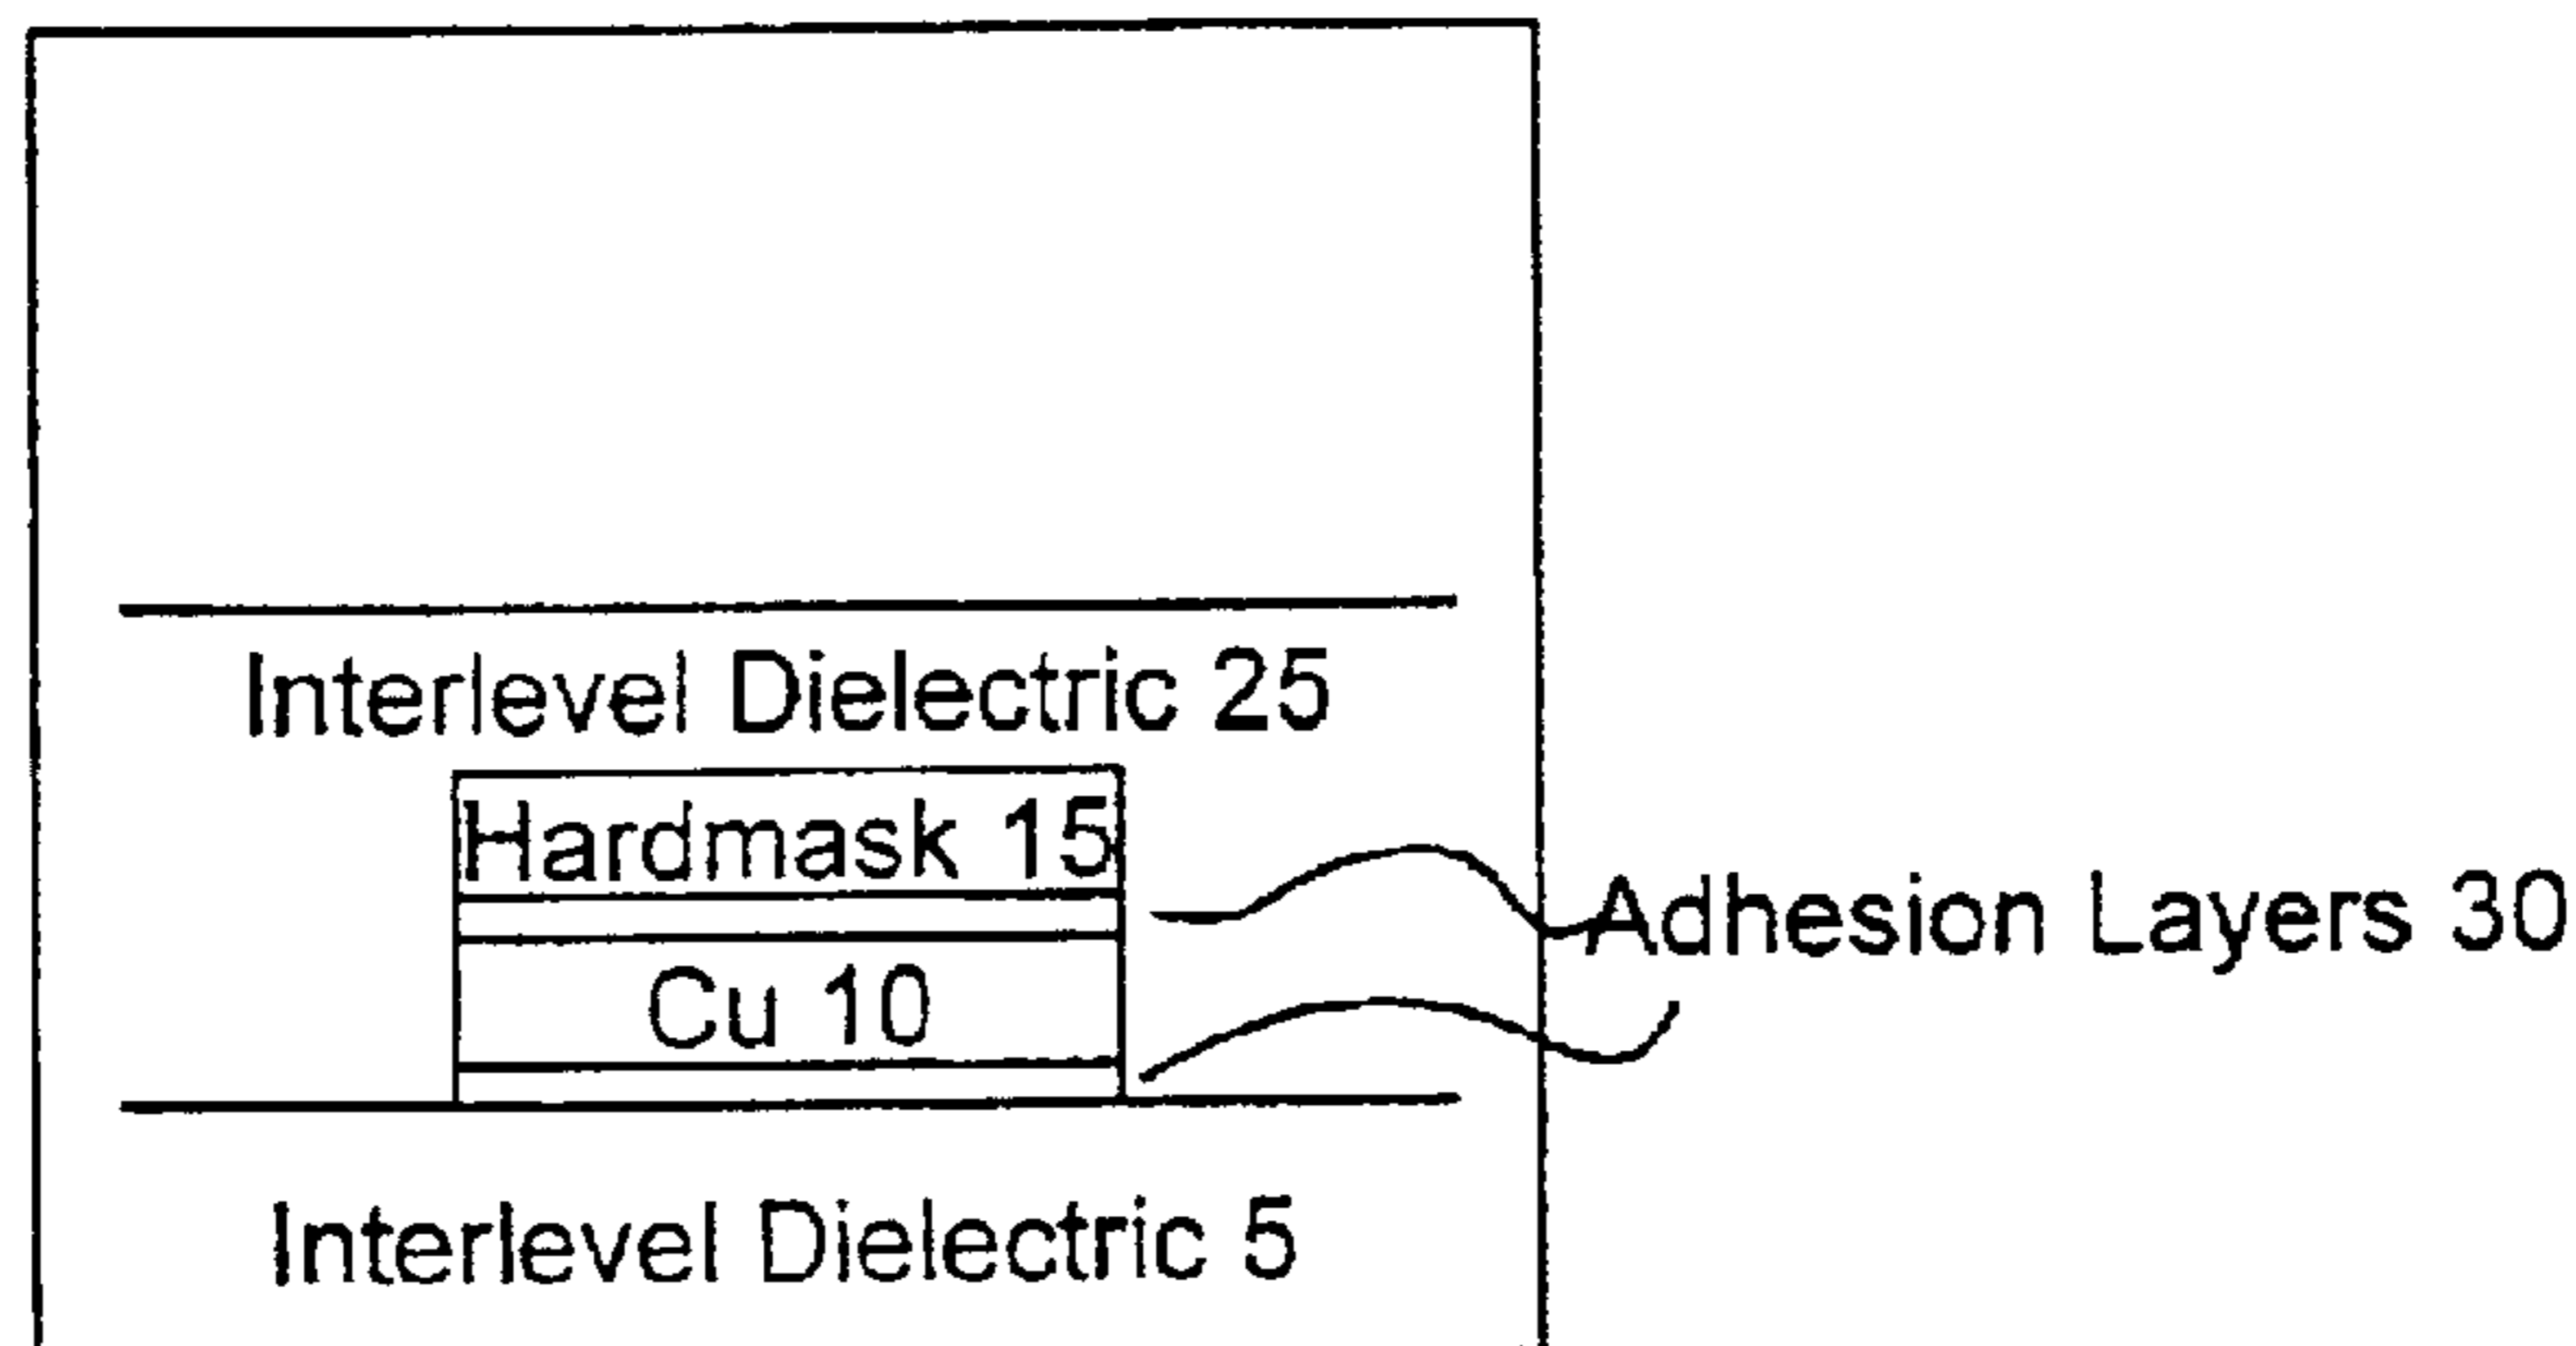 Interlevel Dielectric 25
Hardmask 15
Adhesion Layers 30
Cu 10
Interlevel Dielectric 5